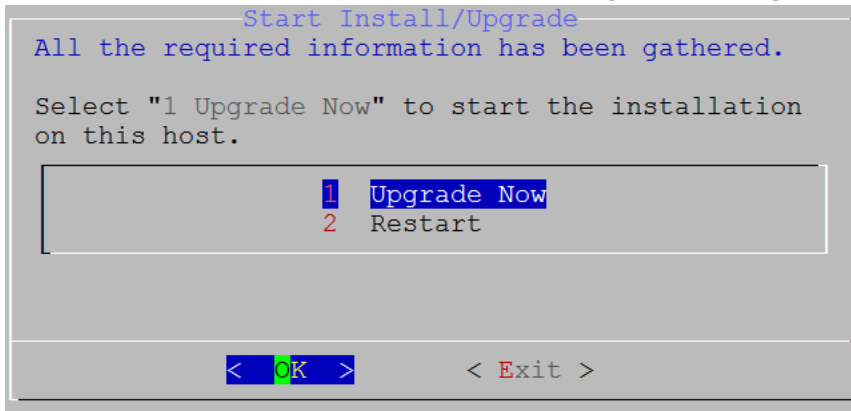 Start Install/Upgrade
All the required information has been gathered.
Select "1 Upgrade Now" to start the installation
on this host.
1 Upgrade Now
2 Restart
< OK > < Exit >